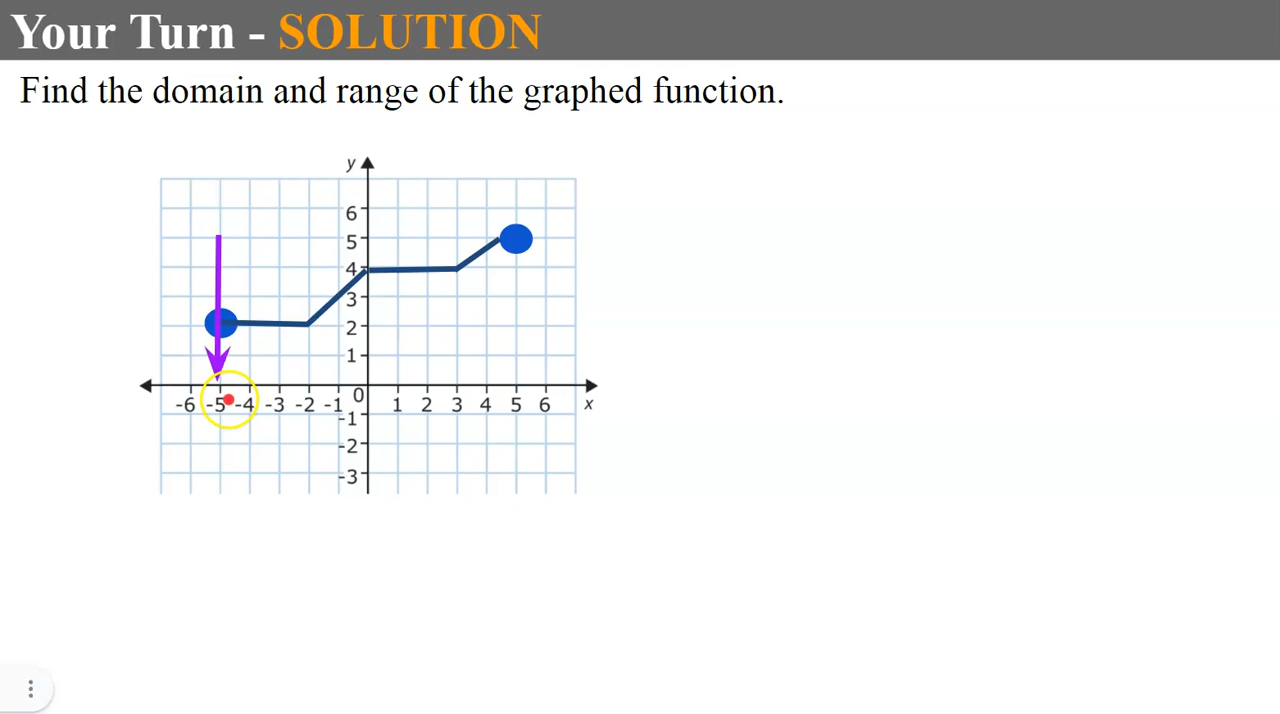 Your Turn - SOLUTION
Find the domain and range of the graphed function.
y
6
5
4
3
2
1
0
-6 -5 -4 -3 -2 -1 1 2 3 4 5 6 x
-1
-2
-3